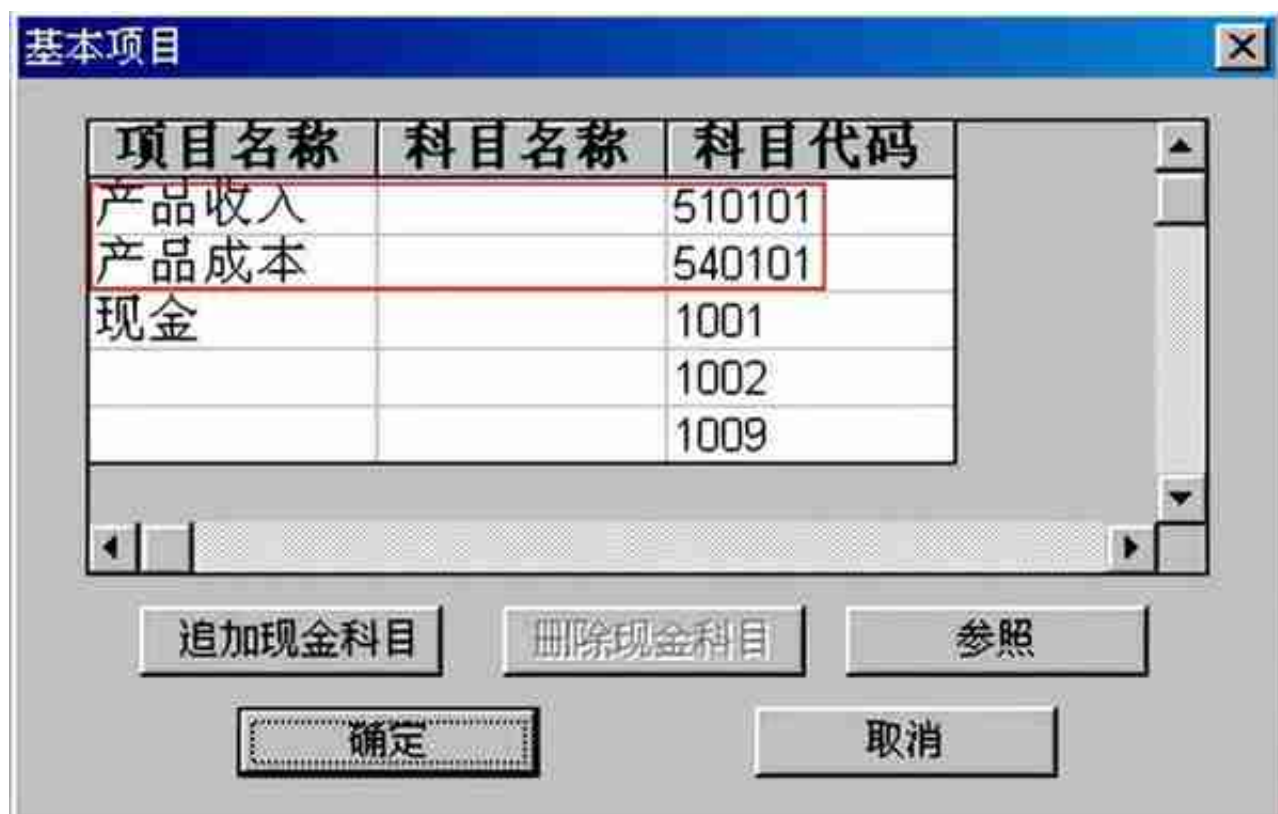 基本项目
项目名称 科目名称 科目代码
产品收入 510101
产品成本 540101
现金 1001
1002
1009
追加现金科目 删除现金科目 参照
确定 取消